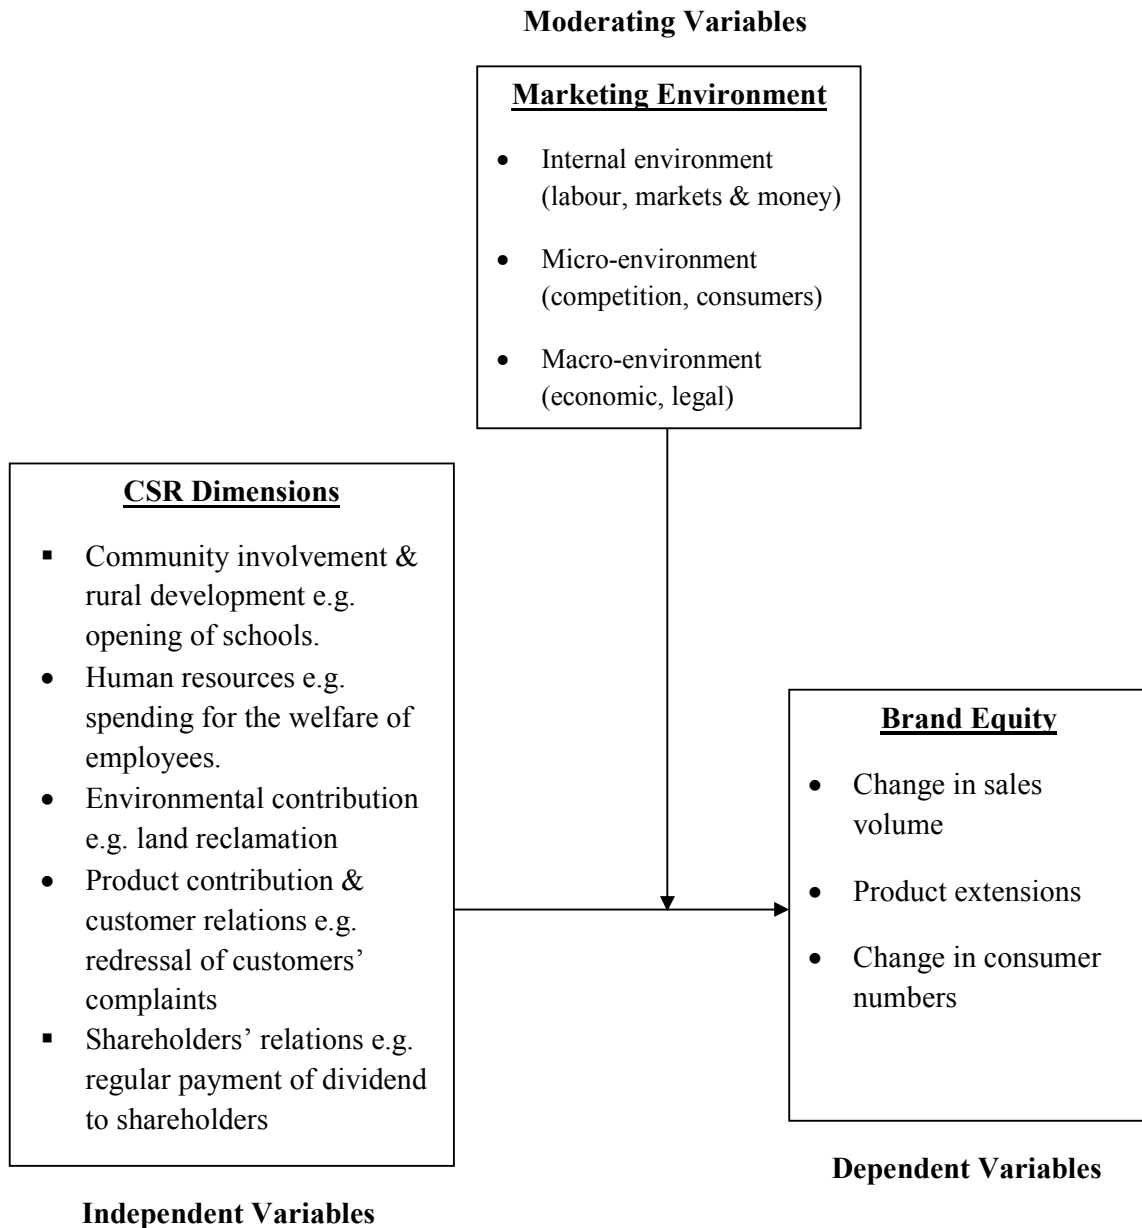 Moderating Variables
Marketing Environment
• Internal environment
(labour, markets & money)
• Micro-environment
(competition, consumers)
• Macro-environment
(economic, legal)
CSR Dimensions
▪ Community involvement &
rural development e.g.
opening of schools.
• Human resources e.g.
spending for the welfare of
employees.
• Environmental contribution
e.g. land reclamation
• Product contribution &
customer relations e.g.
redressal of customers’
complaints
▪ Shareholders’ relations e.g.
regular payment of dividend
to shareholders
Independent Variables
Brand Equity
• Change in sales
volume
• Product extensions
• Change in consumer
numbers
Dependent Variables